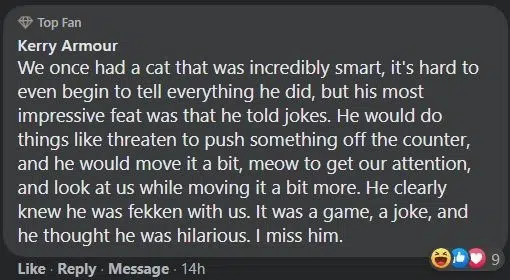 Top Fan
Kerry Armour
We once had a cat that was incredibly smart, it's hard to
even begin to tell everything he did, but his most
impressive feat was that he told jokes. He would do
things like threaten to push something off the counter,
and he would move it a bit, meow to get our attention,
and look at us while moving it a bit more. He clearly
knew he was fekken with us. It was a game, a joke, and
he thought he was hilarious. I miss him.
9
Like · Reply · Message · 14h